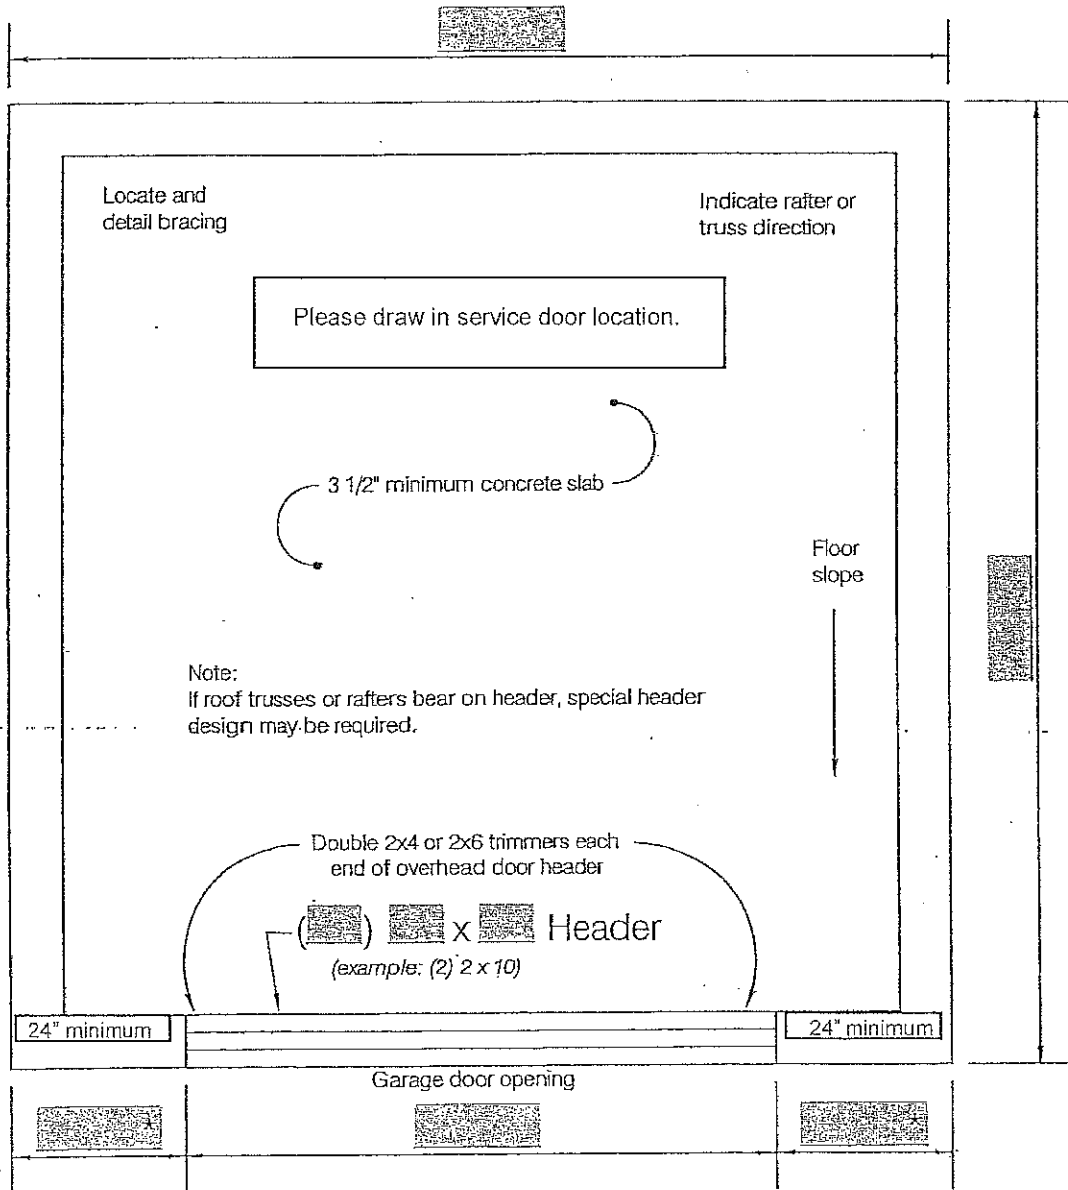 Locate and
detail bracing
Indicate rafter or
truss direction
Please draw in service door location.
3 1/2" minimum concrete slab
Floor
slope
Note:
If roof trusses or rafters bear on header, special header
design may be required.
Double 2x4 or 2x6 trimmers each
end of overhead door header
( ) x Header
(example: (2) 2 x 10)
24" minimum
24" minimum
Garage door opening
*
*